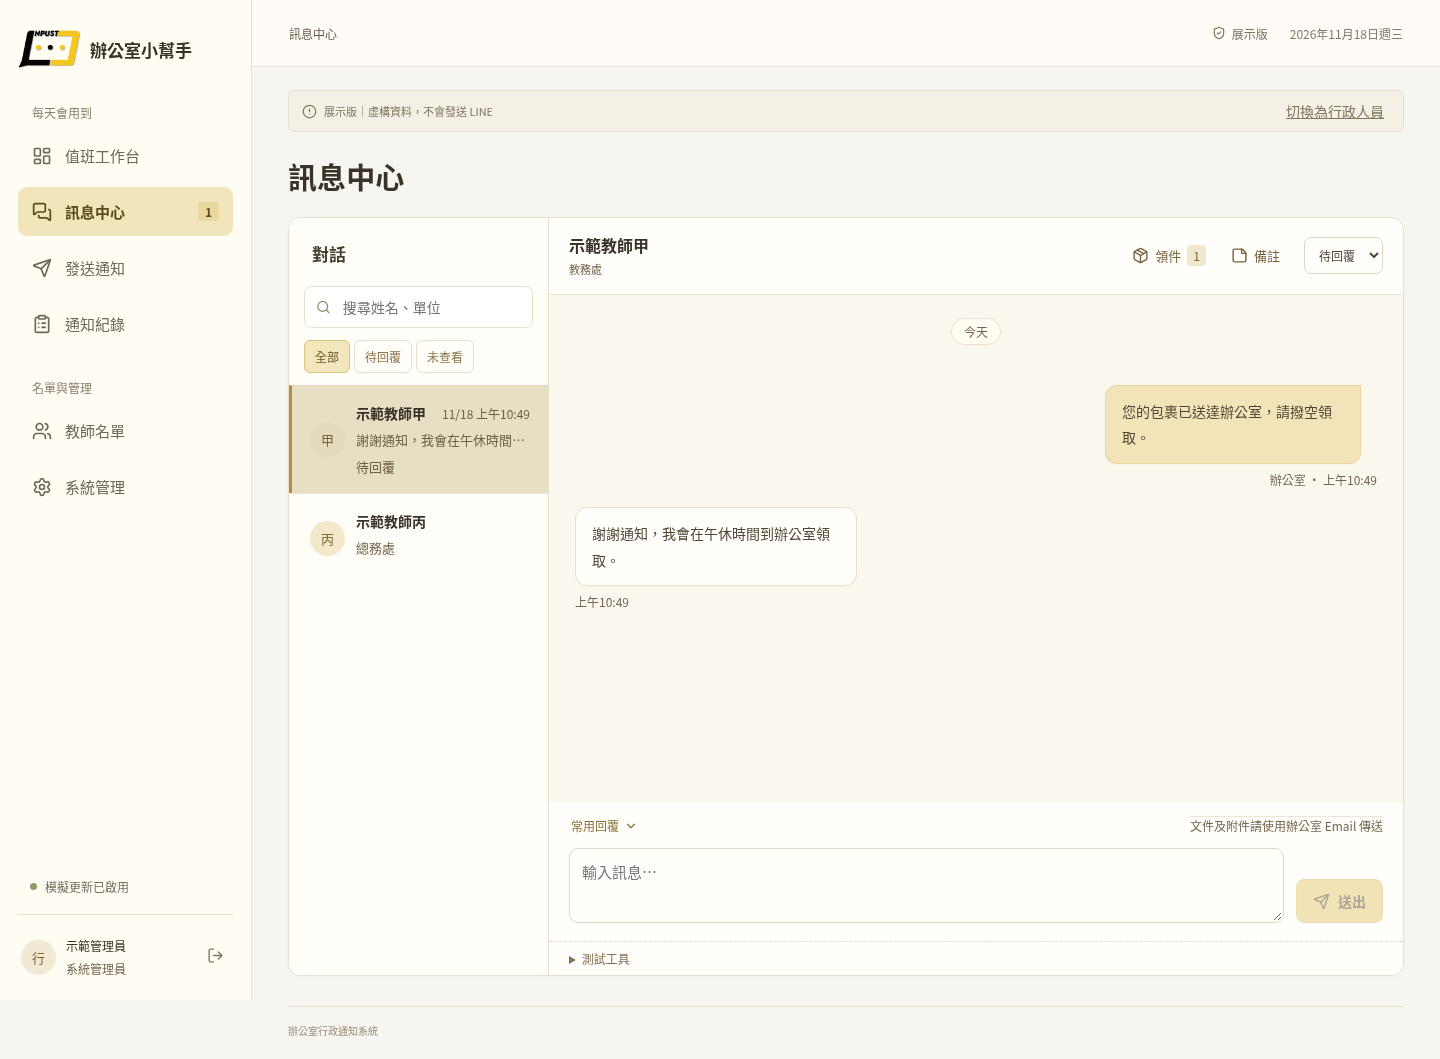 NPUST
辦公室小幫手
每天會用到
值班工作台
訊息中心
1
發送通知
通知紀錄
名單與管理
教師名單
系統管理
模擬更新已啟用
行
示範管理員
系統管理員
訊息中心
展示版
2026年11月18日週三
展示版｜虛構資料，不會發送 LINE
切換為行政人員
訊息中心
對話
搜尋姓名、單位
全部
待回覆
未查看
甲
示範教師甲
11/18 上午10:49
謝謝通知，我會在午休時間…
待回覆
丙
示範教師丙
總務處
示範教師甲
教務處
領件
1
備註
待回覆
今天
您的包裹已送達辦公室，請撥空領
取。
辦公室 · 上午10:49
謝謝通知，我會在午休時間到辦公室領
取。
上午10:49
常用回覆
文件及附件請使用辦公室 Email 傳送
輸入訊息…
送出
測試工具
辦公室行政通知系統